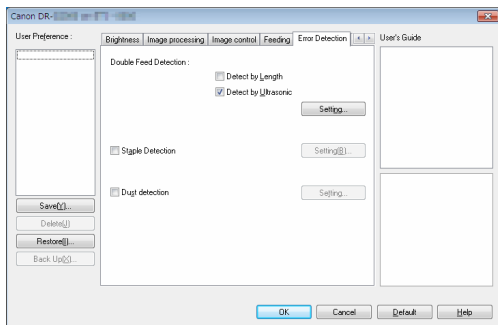 Canon DR-
User Preference :
Brightness Image processing Image control Feeding Error Detection
User's Guide
Double Feed Detection :
Detect by Length
Detect by Ultrasonic
Setting...
Staple Detection
Setting(B)...
Dust detection
Setting...
Save(Y)...
Delete(J)
Restore(I)...
Back Up(X)...
OK Cancel Default Help